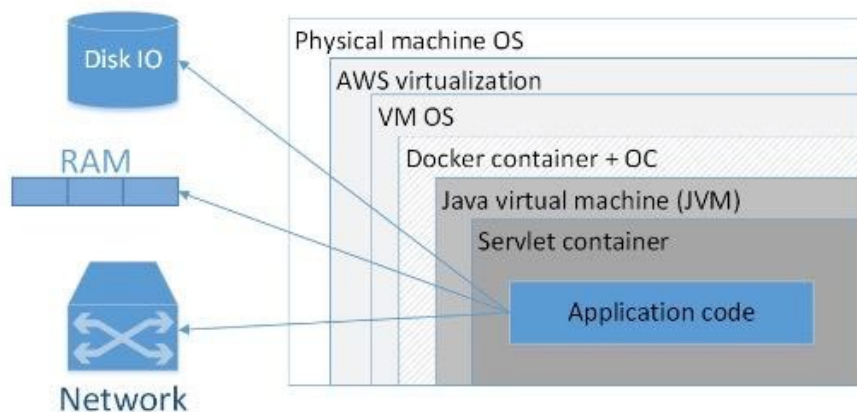 Disk IO
RAM
Network
Physical machine OS
AWS virtualization
VM OS
Docker container + OC
Java virtual machine (JVM)
Servlet container
Application code